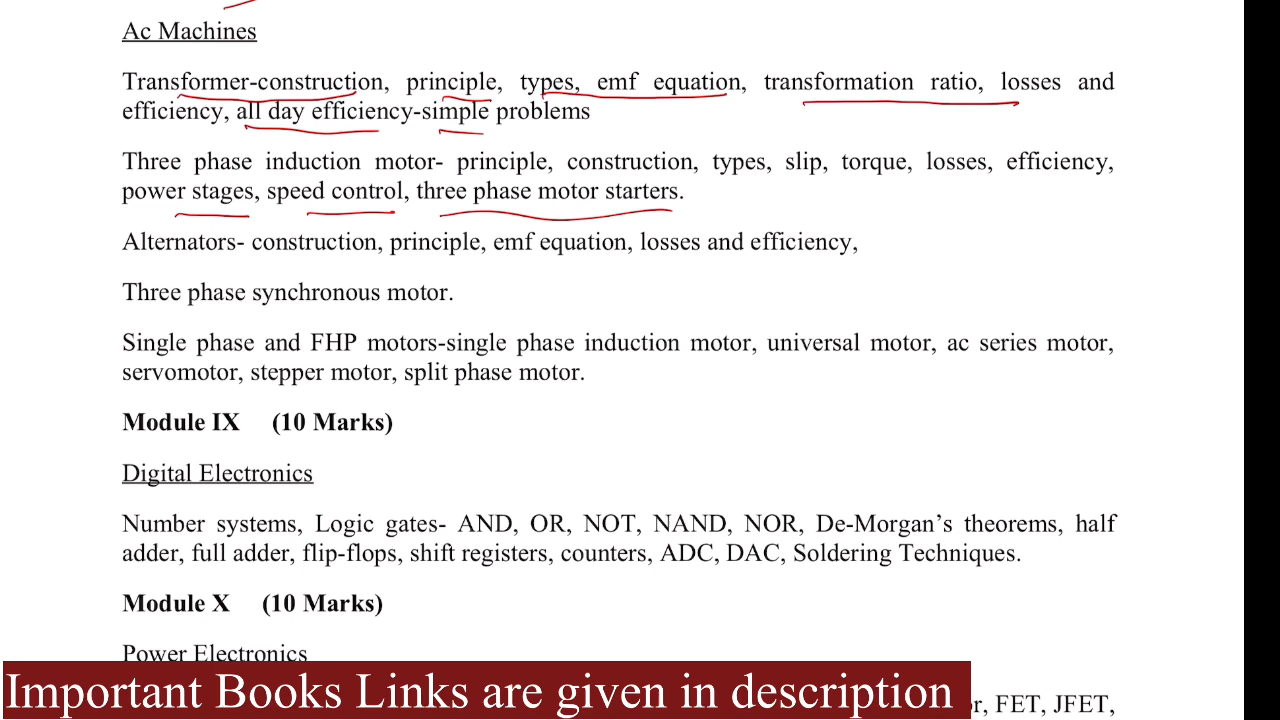 Ac Machines
Transformer-construction, principle, types, emf equation, transformation ratio, losses and
efficiency, all day efficiency-simple problems
Three phase induction motor- principle, construction, types, slip, torque, losses, efficiency,
power stages, speed control, three phase motor starters.
Alternators- construction, principle, emf equation, losses and efficiency,
Three phase synchronous motor.
Single phase and FHP motors-single phase induction motor, universal motor, ac series motor,
servomotor, stepper motor, split phase motor.
Module IX (10 Marks)
Digital Electronics
Number systems, Logic gates- AND, OR, NOT, NAND, NOR, De-Morgan’s theorems, half
adder, full adder, flip-flops, shift registers, counters, ADC, DAC, Soldering Techniques.
Module X (10 Marks)
Power Electronics
FET, JFET,
Important Books Links are given in description